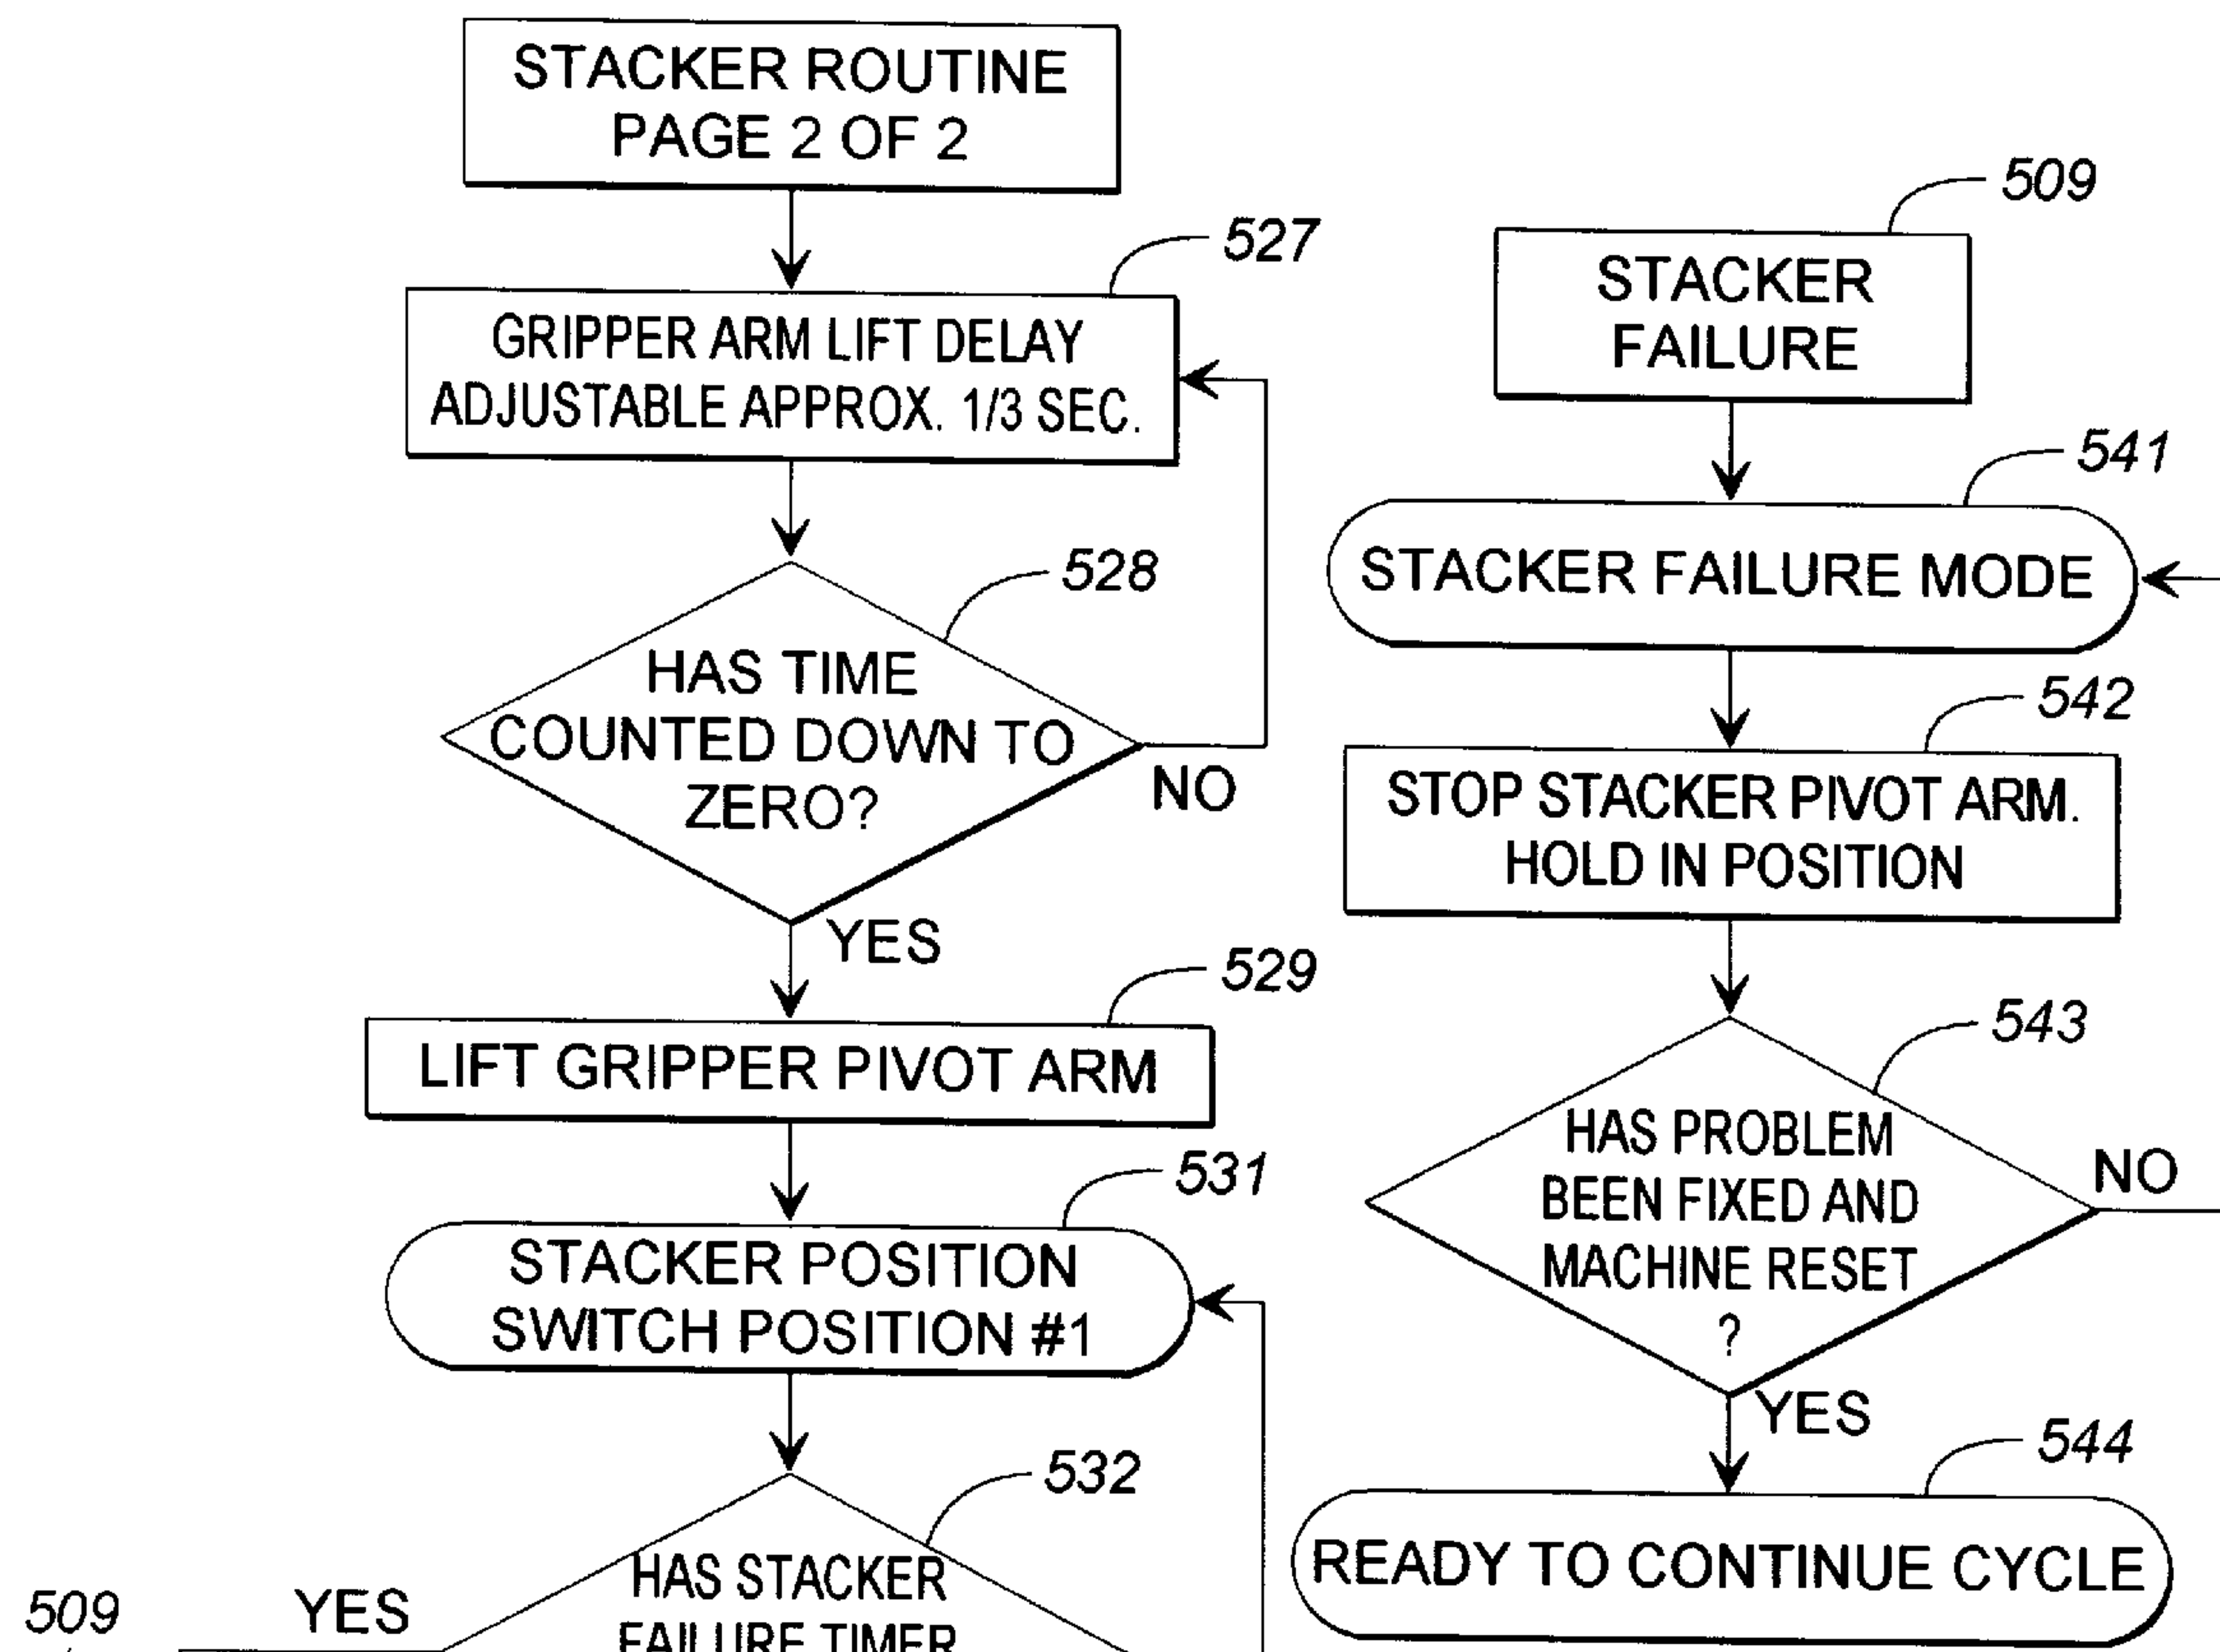 STACKER ROUTINE
PAGE 2 OF 2
527
GRIPPER ARM LIFT DELAY
ADJUSTABLE APPROX. 1/3 SEC.
528
HAS TIME
COUNTED DOWN TO
ZERO?
NO
YES
529
LIFT GRIPPER PIVOT ARM
531
STACKER POSITION
SWITCH POSITION #1
532
HAS STACKER
FAILURE TIMER
YES
509
509
STACKER
FAILURE
541
STACKER FAILURE MODE
542
STOP STACKER PIVOT ARM.
HOLD IN POSITION
543
HAS PROBLEM
BEEN FIXED AND
MACHINE RESET
?
NO
YES
544
READY TO CONTINUE CYCLE